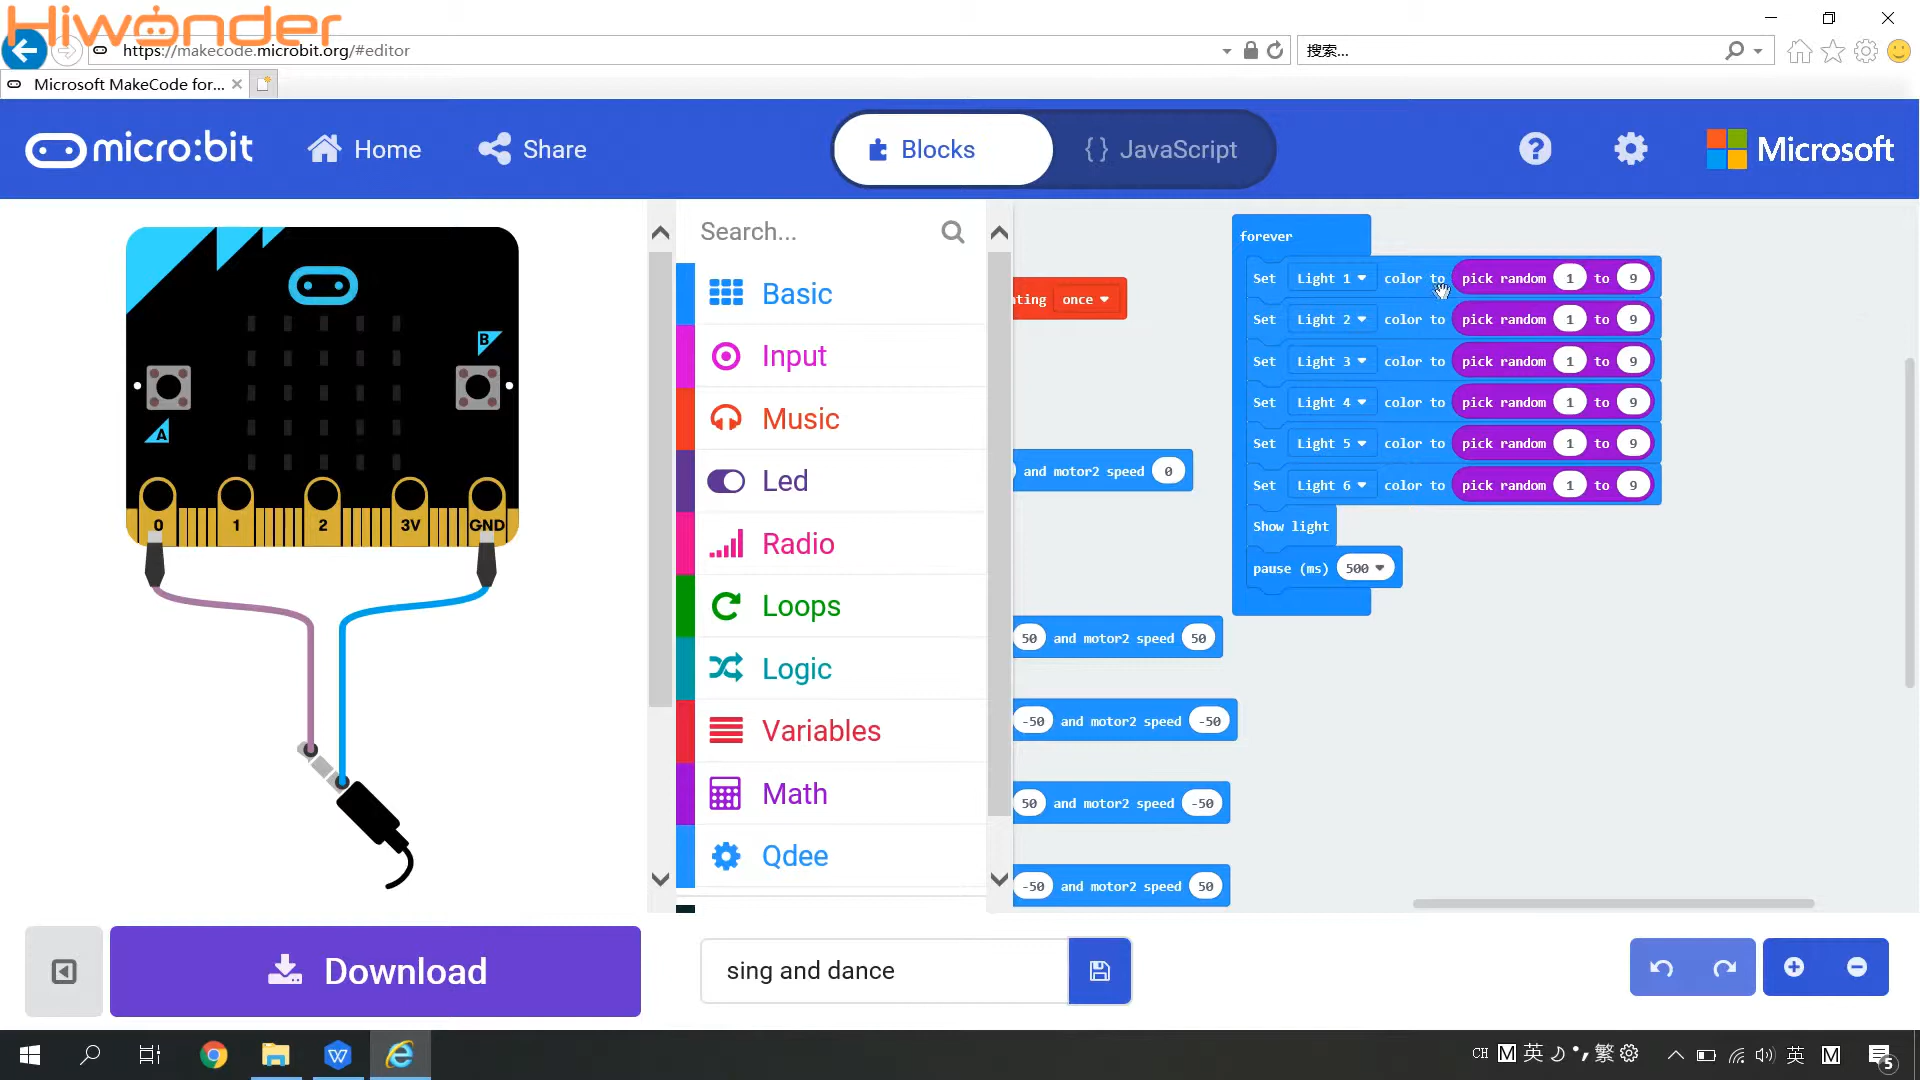 Hiwonder
https://makecode.microbit.org/#editor
搜索...
Microsoft MakeCode for...
micro:bit
Home
Share
Blocks
{} JavaScript
?
Microsoft
B
A
0 1 2 3V GND
Search...
Basic
Input
Music
Led
Radio
Loops
Logic
Variables
Math
Qdee
ating once
and motor2 speed 0
50 and motor2 speed 50
-50 and motor2 speed -50
50 and motor2 speed -50
-50 and motor2 speed 50
forever
Set Light 1 color to pick random 1 to 9
Set Light 2 color to pick random 1 to 9
Set Light 3 color to pick random 1 to 9
Set Light 4 color to pick random 1 to 9
Set Light 5 color to pick random 1 to 9
Set Light 6 color to pick random 1 to 9
Show light
pause (ms) 500
Download
sing and dance
CH M 英 繁
英 M 5